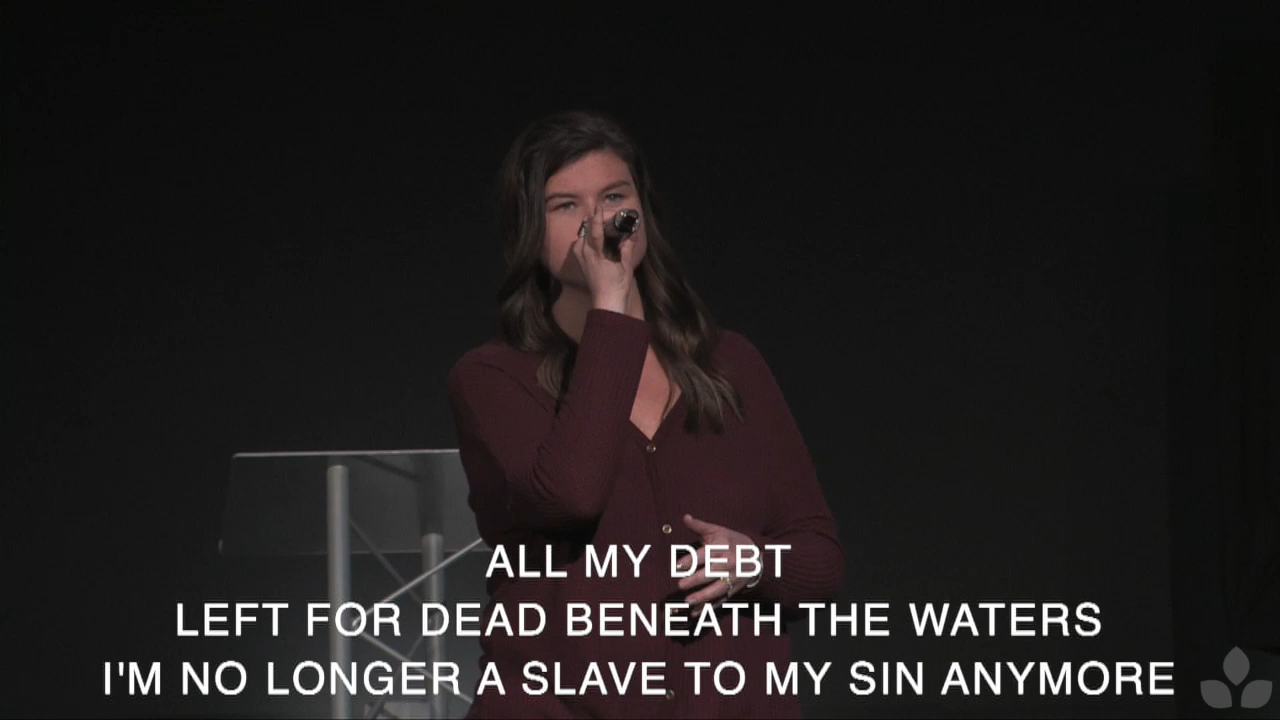 ALL MY DEBT
LEFT FOR DEAD BENEATH THE WATERS
I'M NO LONGER A SLAVE TO MY SIN ANYMORE